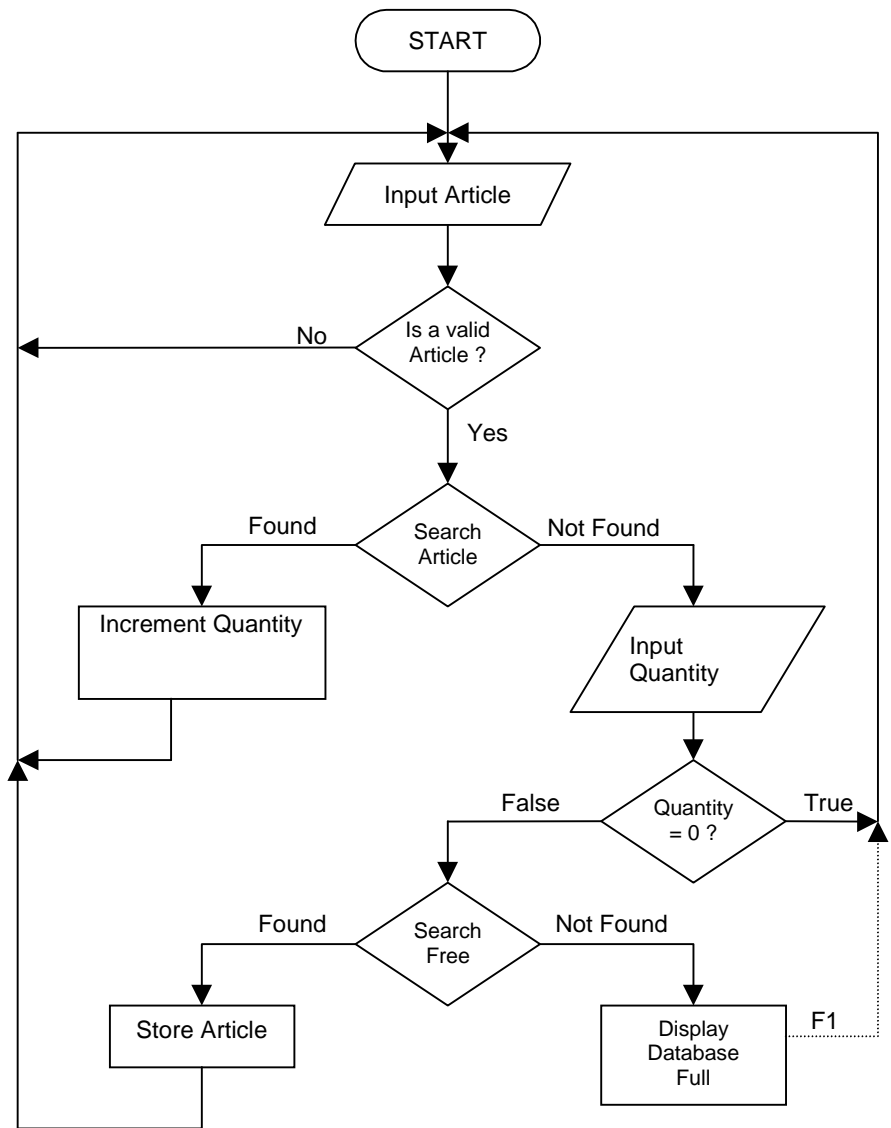 START
Input Article
Is a valid
Article ?
No
Yes
Search
Article
Found
Not Found
Increment Quantity
Input
Quantity
Quantity
= 0 ?
False
True
Search
Free
Found
Not Found
Store Article
Display
Database
Full
F1